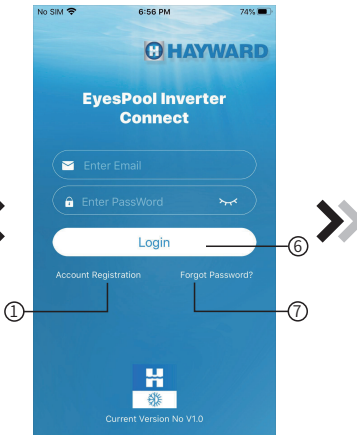 No SIM 6:56 PM 74%
H HAYWARD
EyesPool Inverter
Connect
Enter Email
Enter PassWord
Login
⑥
Account Registration Forgot Password?
① ⑦
H
Current Version No V1.0